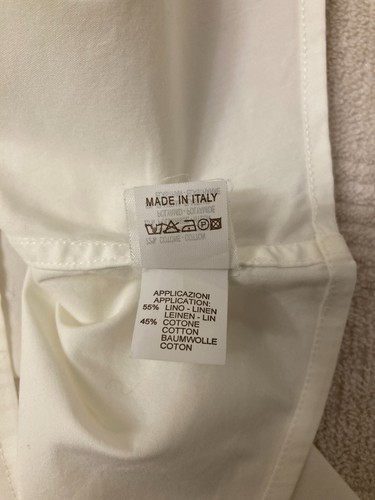 MADE IN ITALY
APPLICAZIONI
APPLICATION:
55% LINO - LINEN
LEINEN - LIN
45% COTONE
COTTON
BAUMWOLLE
COTON